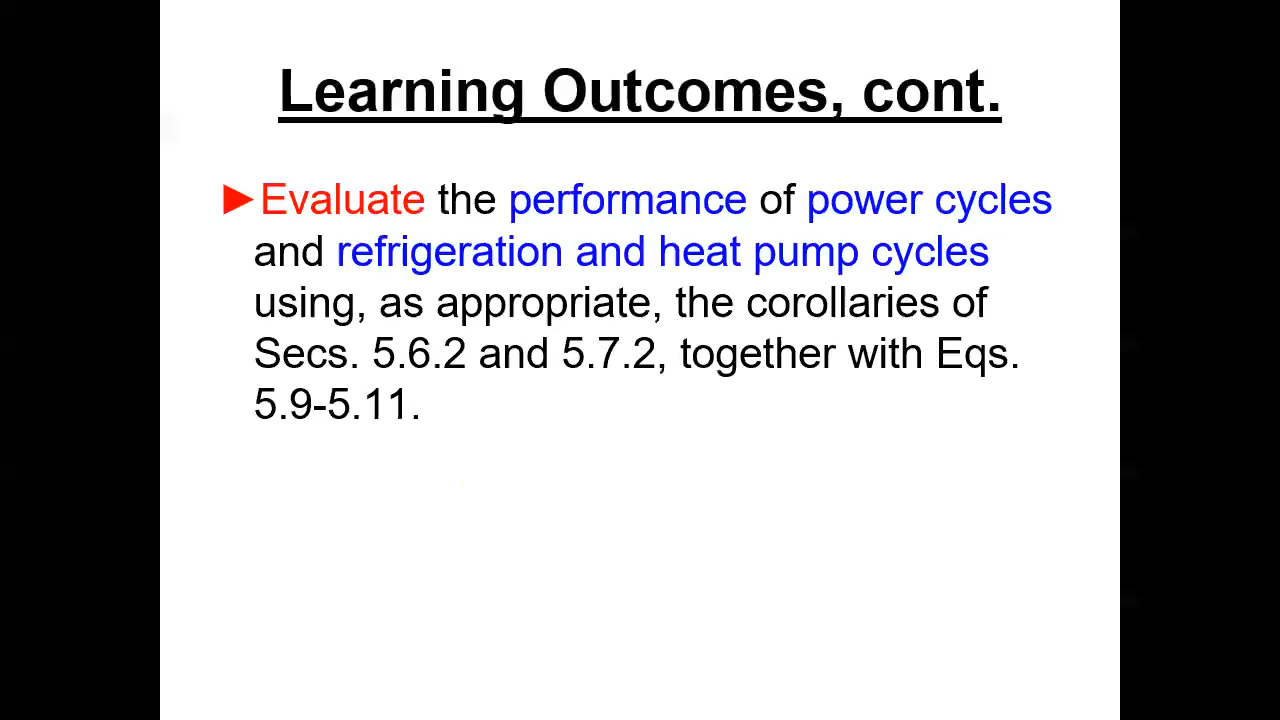 Learning Outcomes, cont.
►Evaluate the performance of power cycles
and refrigeration and heat pump cycles
using, as appropriate, the corollaries of
Secs. 5.6.2 and 5.7.2, together with Eqs.
5.9-5.11.